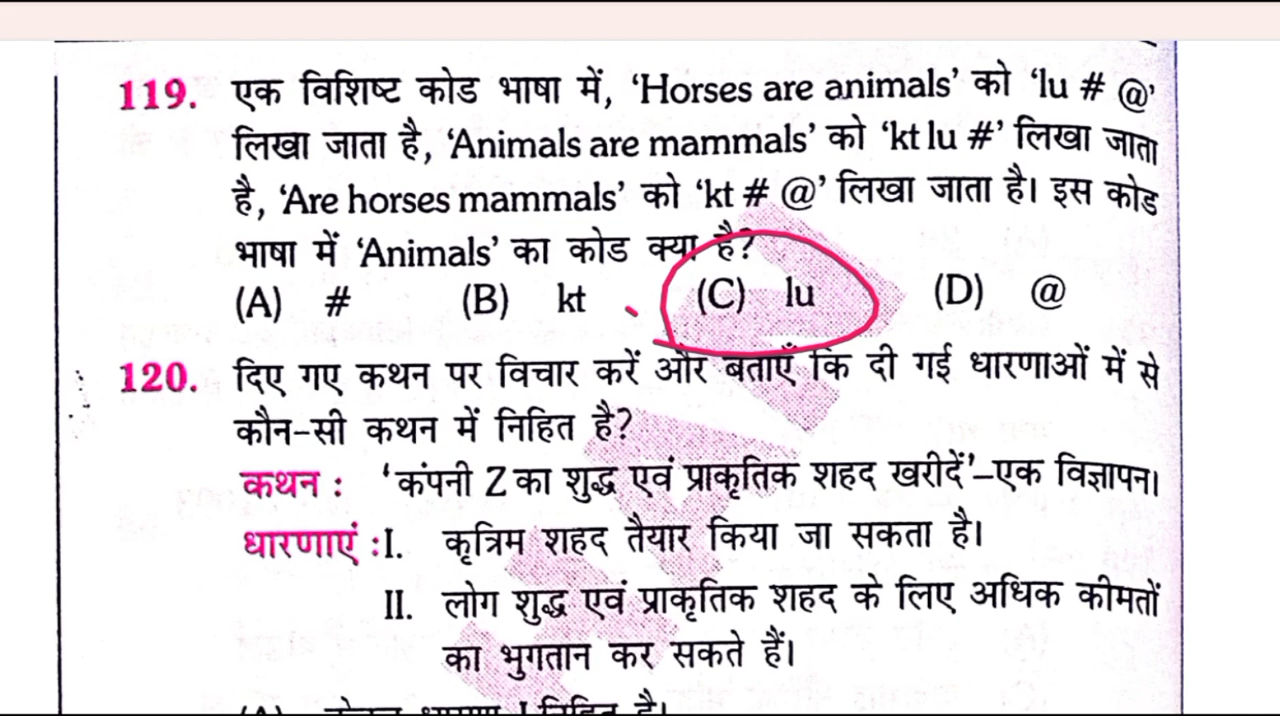 119. एक विशिष्ट कोड भाषा में, ‘Horses are animals’ को ‘lu # @’
लिखा जाता है, ‘Animals are mammals’ को ‘kt lu #’ लिखा जाता
है, ‘Are horses mammals’ को ‘kt # @’ लिखा जाता है। इस कोड
भाषा में ‘Animals’ का कोड क्या है?
(A) # (B) kt (C) lu (D) @
120. दिए गए कथन पर विचार करें और बताएँ कि दी गई धारणाओं में से
कौन-सी कथन में निहित है?
कथन : ‘कंपनी Z का शुद्ध एवं प्राकृतिक शहद खरीदें’–एक विज्ञापन।
धारणाएं : I. कृत्रिम शहद तैयार किया जा सकता है।
II. लोग शुद्ध एवं प्राकृतिक शहद के लिए अधिक कीमतों
का भुगतान कर सकते हैं।